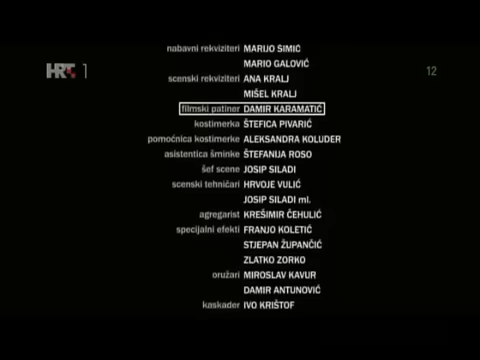 nabavni rekviziteri MARIJO ŠIMIĆ
MARIO GALOVIĆ
HRT 1
12
scenski rekviziteri ANA KRALJ
MIŠEL KRALJ
filmski patiner DAMIR KARAMATIĆ
kostimerka ŠTEFICA PIVARIĆ
pomoćnica kostimerke ALEKSANDRA KOLUDER
asistentica šminke ŠTEFANIJA ROSO
šef scene JOSIP SILADI
scenski tehničari HRVOJE VULIĆ
JOSIP SILADI ml.
agregarist KREŠIMIR ČEHULIĆ
specijalni efekti FRANJO KOLETIĆ
STJEPAN ŽUPANČIĆ
ZLATKO ZORKO
oružari MIROSLAV KAVUR
DAMIR ANTUNOVIĆ
kaskader IVO KRIŠTOF